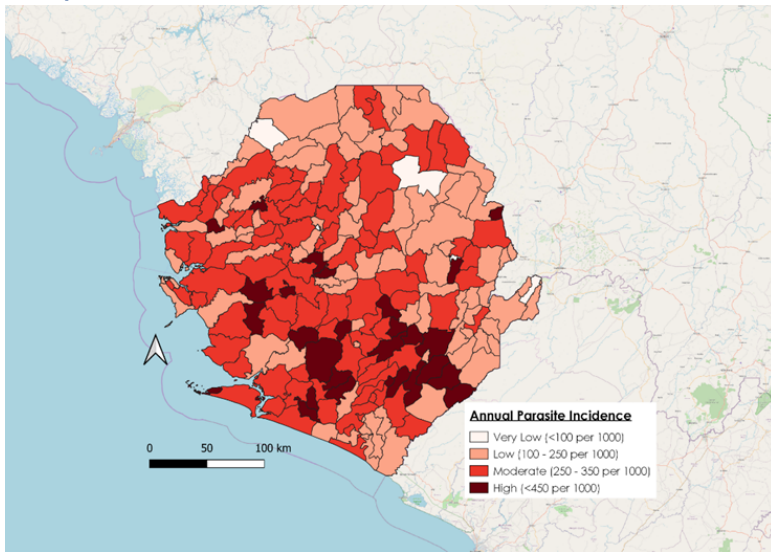 Annual Parasite Incidence
Very Low (<100 per 1000)
Low (100 - 250 per 1000)
Moderate (250 - 350 per 1000)
High (<450 per 1000)
0 50 100 km